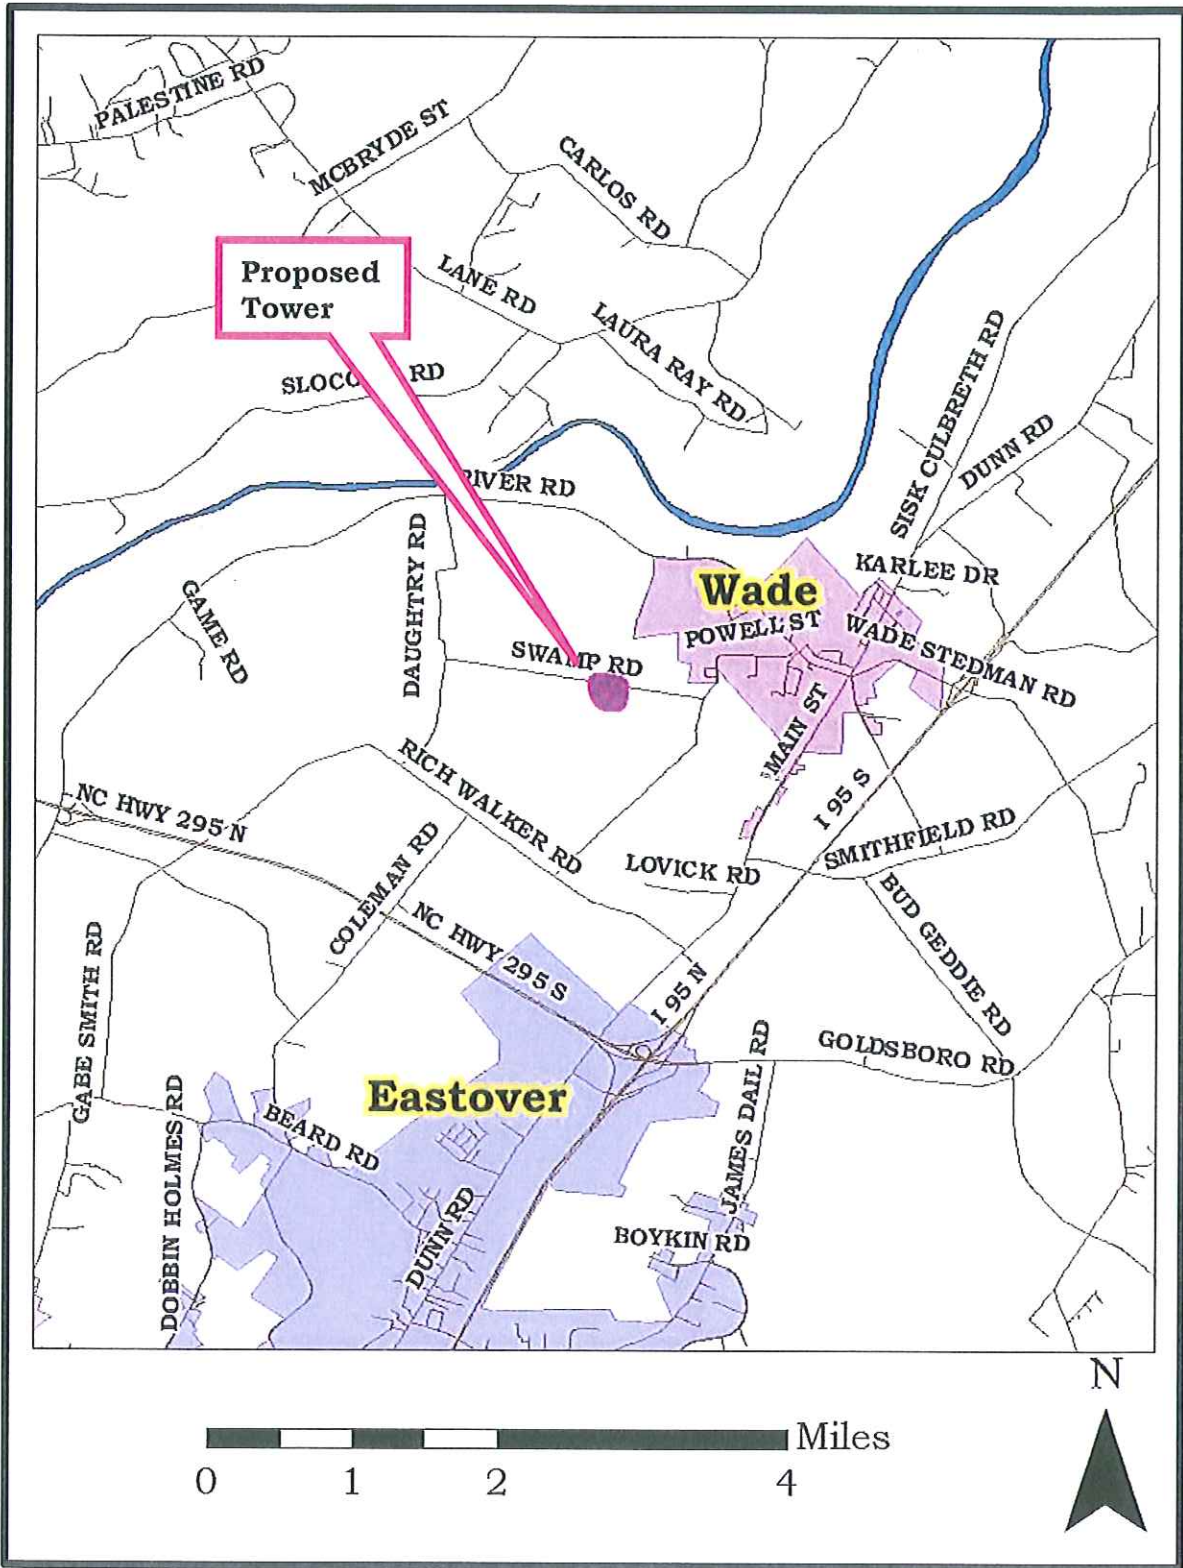 PALESTINE RD
MCBRYDE ST
CARLOS RD
Proposed
Tower
LANE RD
LAURA RAY RD
RD
SISK CULBRETH RD
DUNN RD
RIVER RD
DAUGHTRY RD
KARLEE DR
Wade
POWELL ST
WADE STEDMAN RD
GAME RD
SWAMP RD
MAIN ST
RICH WALKER RD
NC HWY 295 N
I 95 S
COLEMAN RD
LOVICK RD
SMITHFIELD RD
BUD GEDDIE RD
NC HWY 295 S
GABE SMITH RD
I 95 N
GOLDSBORO RD
JAMES DAIL RD
Eastover
DOBBIN HOLMES RD
BEARD RD
DUNN RD
BOYKIN RD
N
Miles
0 1 2 4